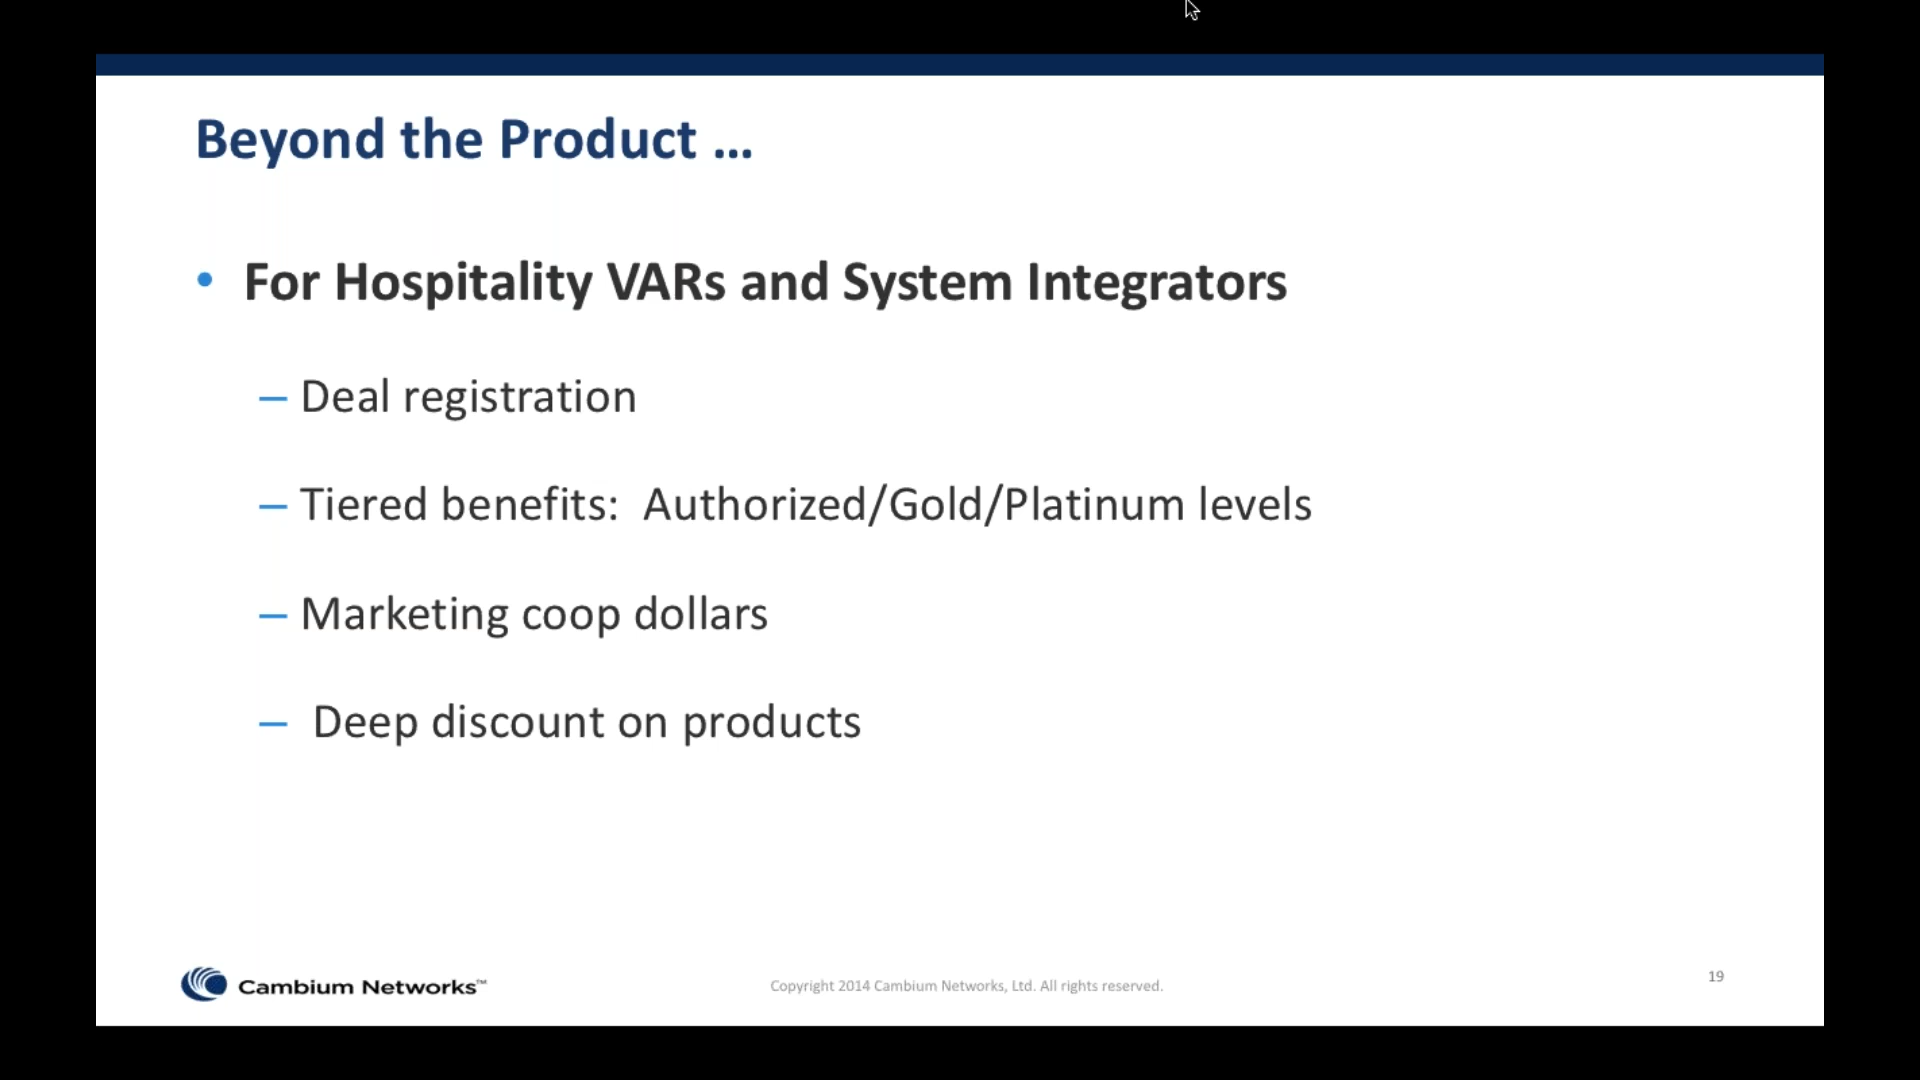 Beyond the Product ...
• For Hospitality VARs and System Integrators
– Deal registration
– Tiered benefits:  Authorized/Gold/Platinum levels
– Marketing coop dollars
– Deep discount on products
Cambium Networks™
Copyright 2014 Cambium Networks, Ltd. All rights reserved.
19